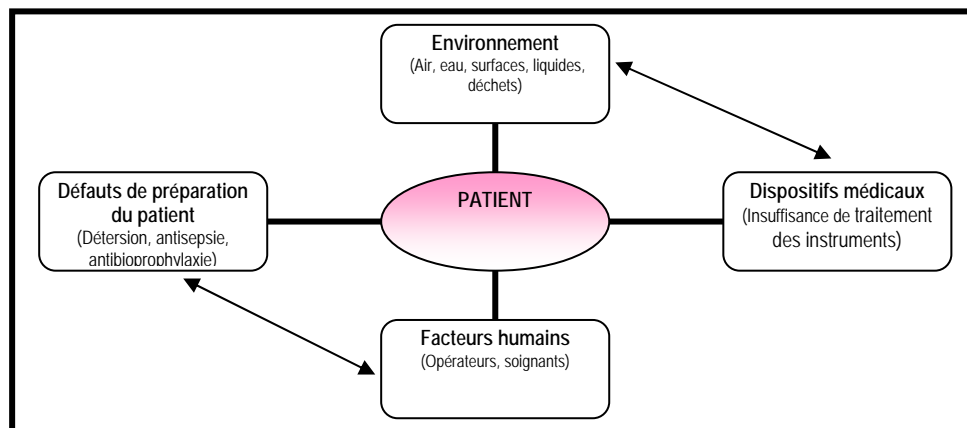 Environnement
(Air, eau, surfaces, liquides,
déchets)
Défauts de préparation
du patient
(Détersion, antisepsie,
antibioprophylaxie)
PATIENT
Dispositifs médicaux
(Insuffisance de traitement
des instruments)
Facteurs humains
(Opérateurs, soignants)